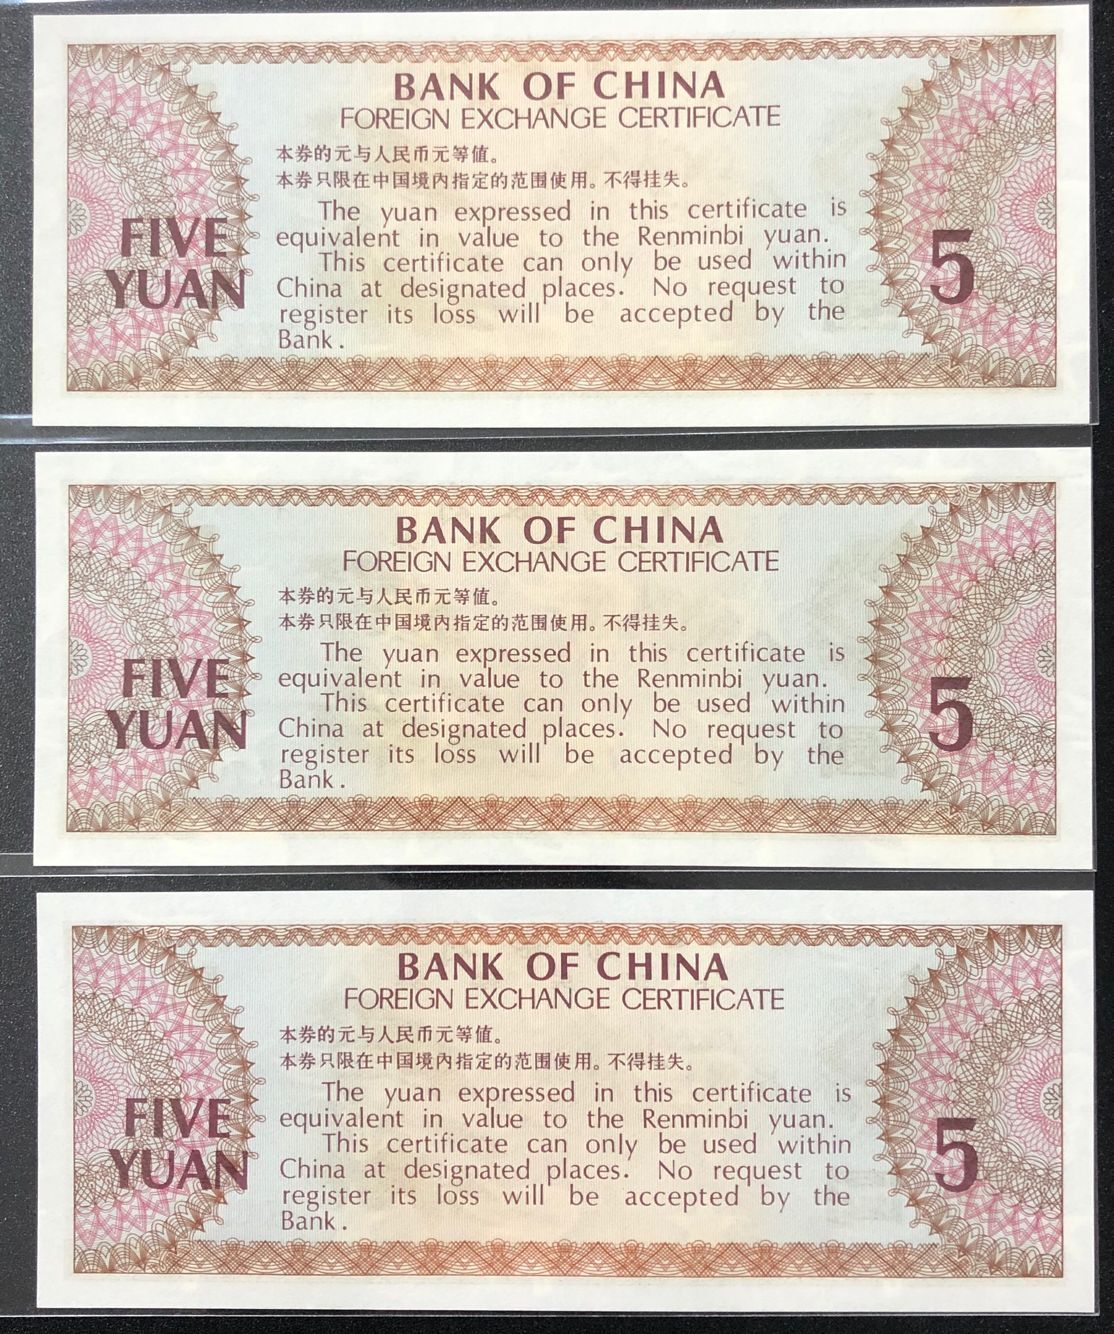 BANK OF CHINA
FOREIGN EXCHANGE CERTIFICATE
本券的元与人民币元等值。
本券只限在中国境内指定的范围使用。不得挂失。
The yuan expressed in this certificate is
equivalent in value to the Renminbi yuan.
This certificate can only be used within
China at designated places. No request to
register its loss will be accepted by the
Bank.
FIVE
YUAN
5
BANK OF CHINA
FOREIGN EXCHANGE CERTIFICATE
本券的元与人民币元等值。
本券只限在中国境内指定的范围使用。不得挂失。
The yuan expressed in this certificate is
equivalent in value to the Renminbi yuan.
This certificate can only be used within
China at designated places. No request to
register its loss will be accepted by the
Bank.
FIVE
YUAN
5
BANK OF CHINA
FOREIGN EXCHANGE CERTIFICATE
本券的元与人民币元等值。
本券只限在中国境内指定的范围使用。不得挂失。
The yuan expressed in this certificate is
equivalent in value to the Renminbi yuan.
This certificate can only be used within
China at designated places. No request to
register its loss will be accepted by the
Bank.
FIVE
YUAN
5